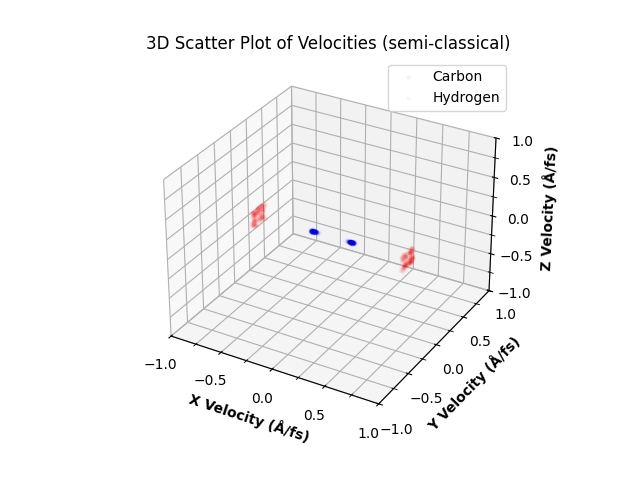 3D Scatter Plot of Velocities (semi-classical)
Carbon
Hydrogen
1.0
0.5
0.0
−0.5
−1.0
Z Velocity (Å/fs)
1.0
0.5
0.0
−0.5
−1.0
Y Velocity (Å/fs)
−1.0
−0.5
0.0
0.5
1.0
X Velocity (Å/fs)